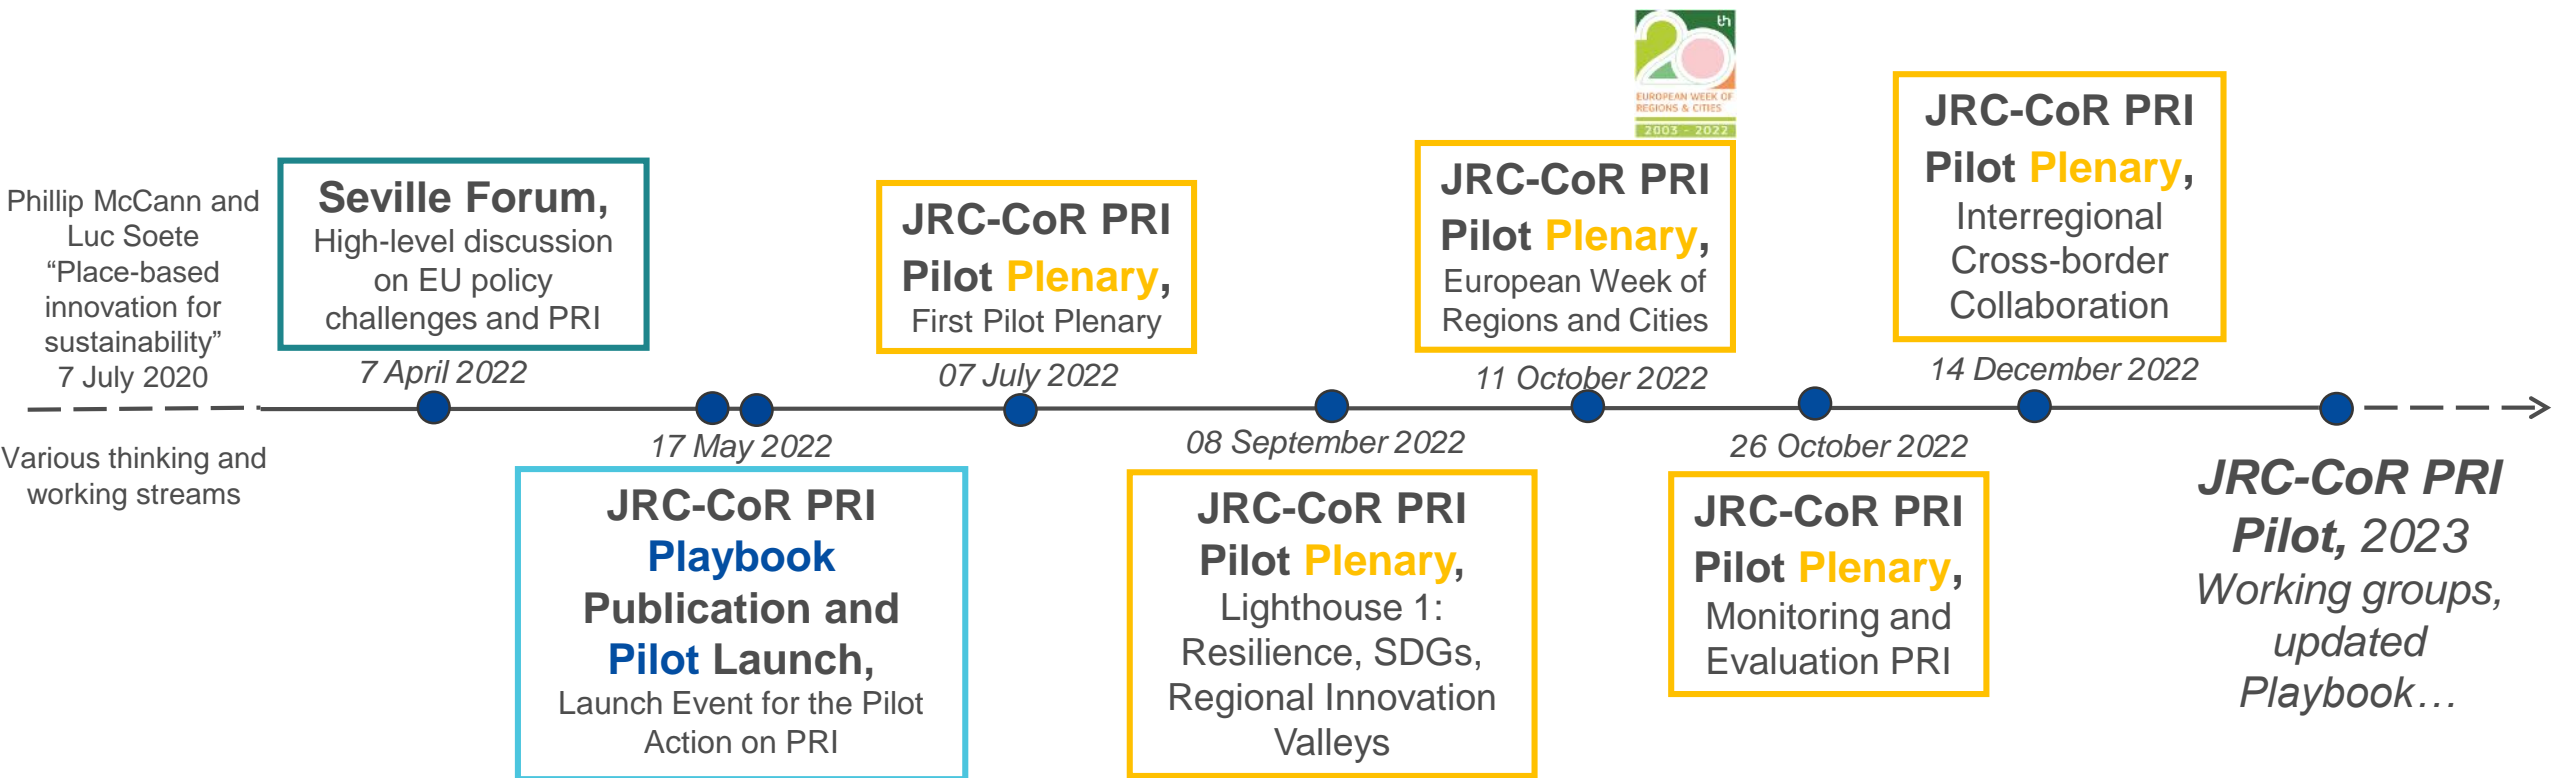 Phillip McCann and
Luc Soete
“Place-based
innovation for
sustainability”
7 July 2020
Various thinking and
working streams
Seville Forum,
High-level discussion
on EU policy
challenges and PRI
7 April 2022
17 May 2022
JRC-CoR PRI
Playbook
Publication and
Pilot Launch,
Launch Event for the Pilot
Action on PRI
JRC-CoR PRI
Pilot Plenary,
First Pilot Plenary
07 July 2022
08 September 2022
JRC-CoR PRI
Pilot Plenary,
Lighthouse 1:
Resilience, SDGs,
Regional Innovation
Valleys
20th
EUROPEAN WEEK OF
REGIONS & CITIES
2003 - 2022
JRC-CoR PRI
Pilot Plenary,
European Week of
Regions and Cities
11 October 2022
26 October 2022
JRC-CoR PRI
Pilot Plenary,
Monitoring and
Evaluation PRI
JRC-CoR PRI
Pilot Plenary,
Interregional
Cross-border
Collaboration
14 December 2022
JRC-CoR PRI
Pilot, 2023
Working groups,
updated
Playbook…